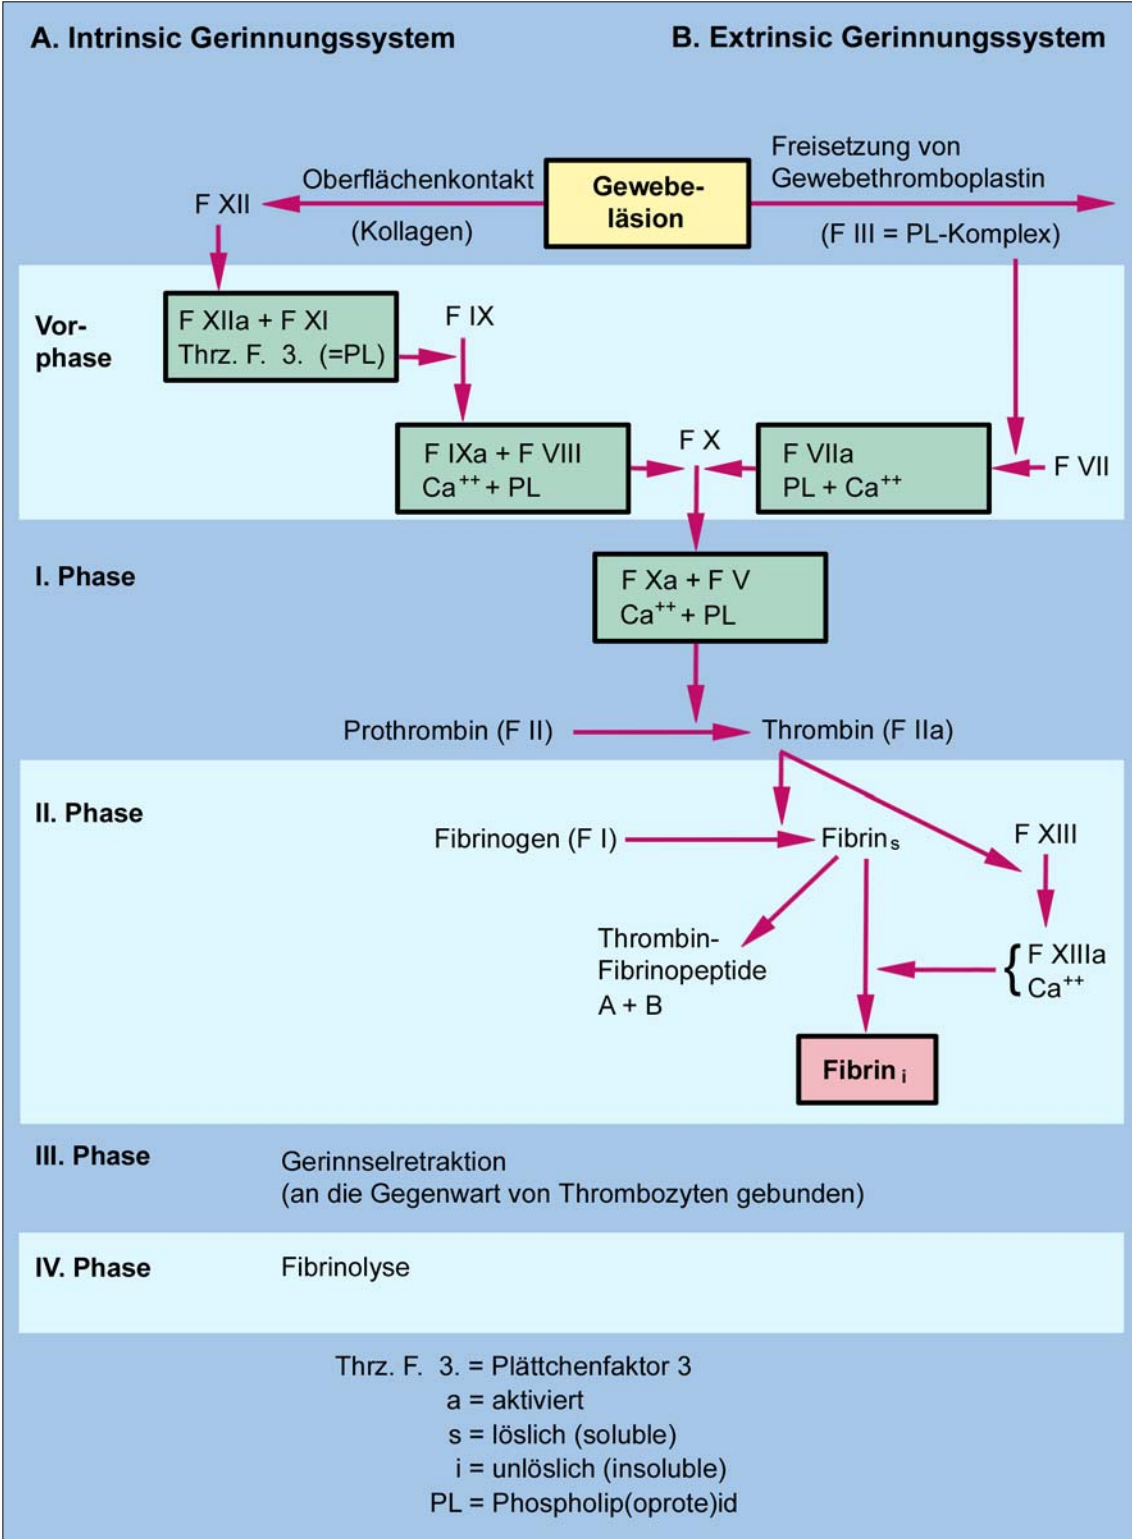 A. Intrinsic Gerinnungssystem
B. Extrinsic Gerinnungssystem
Oberflächenkontakt
(Kollagen)
Gewebe-
läsion
Freisetzung von
Gewebethromboplastin
(F III = PL-Komplex)
F XII
Vor-
phase
F XIIa + F XI
Thrz. F. 3. (=PL)
F IX
F IXa + F VIII
Ca⁺⁺ + PL
F X
F VIIa
PL + Ca⁺⁺
F VII
I. Phase
F Xa + F V
Ca⁺⁺ + PL
Prothrombin (F II)
Thrombin (F IIa)
II. Phase
Fibrinogen (F I)
Fibrinₛ
F XIII
Thrombin-
Fibrinopeptide
A + B
{ F XIIIa
Ca⁺⁺
Fibrin ᵢ
III. Phase
Gerinnselretraktion
(an die Gegenwart von Thrombozyten gebunden)
IV. Phase
Fibrinolyse
Thrz. F. 3. = Plättchenfaktor 3
a = aktiviert
s = löslich (soluble)
i = unlöslich (insoluble)
PL = Phospholip(oprote)id